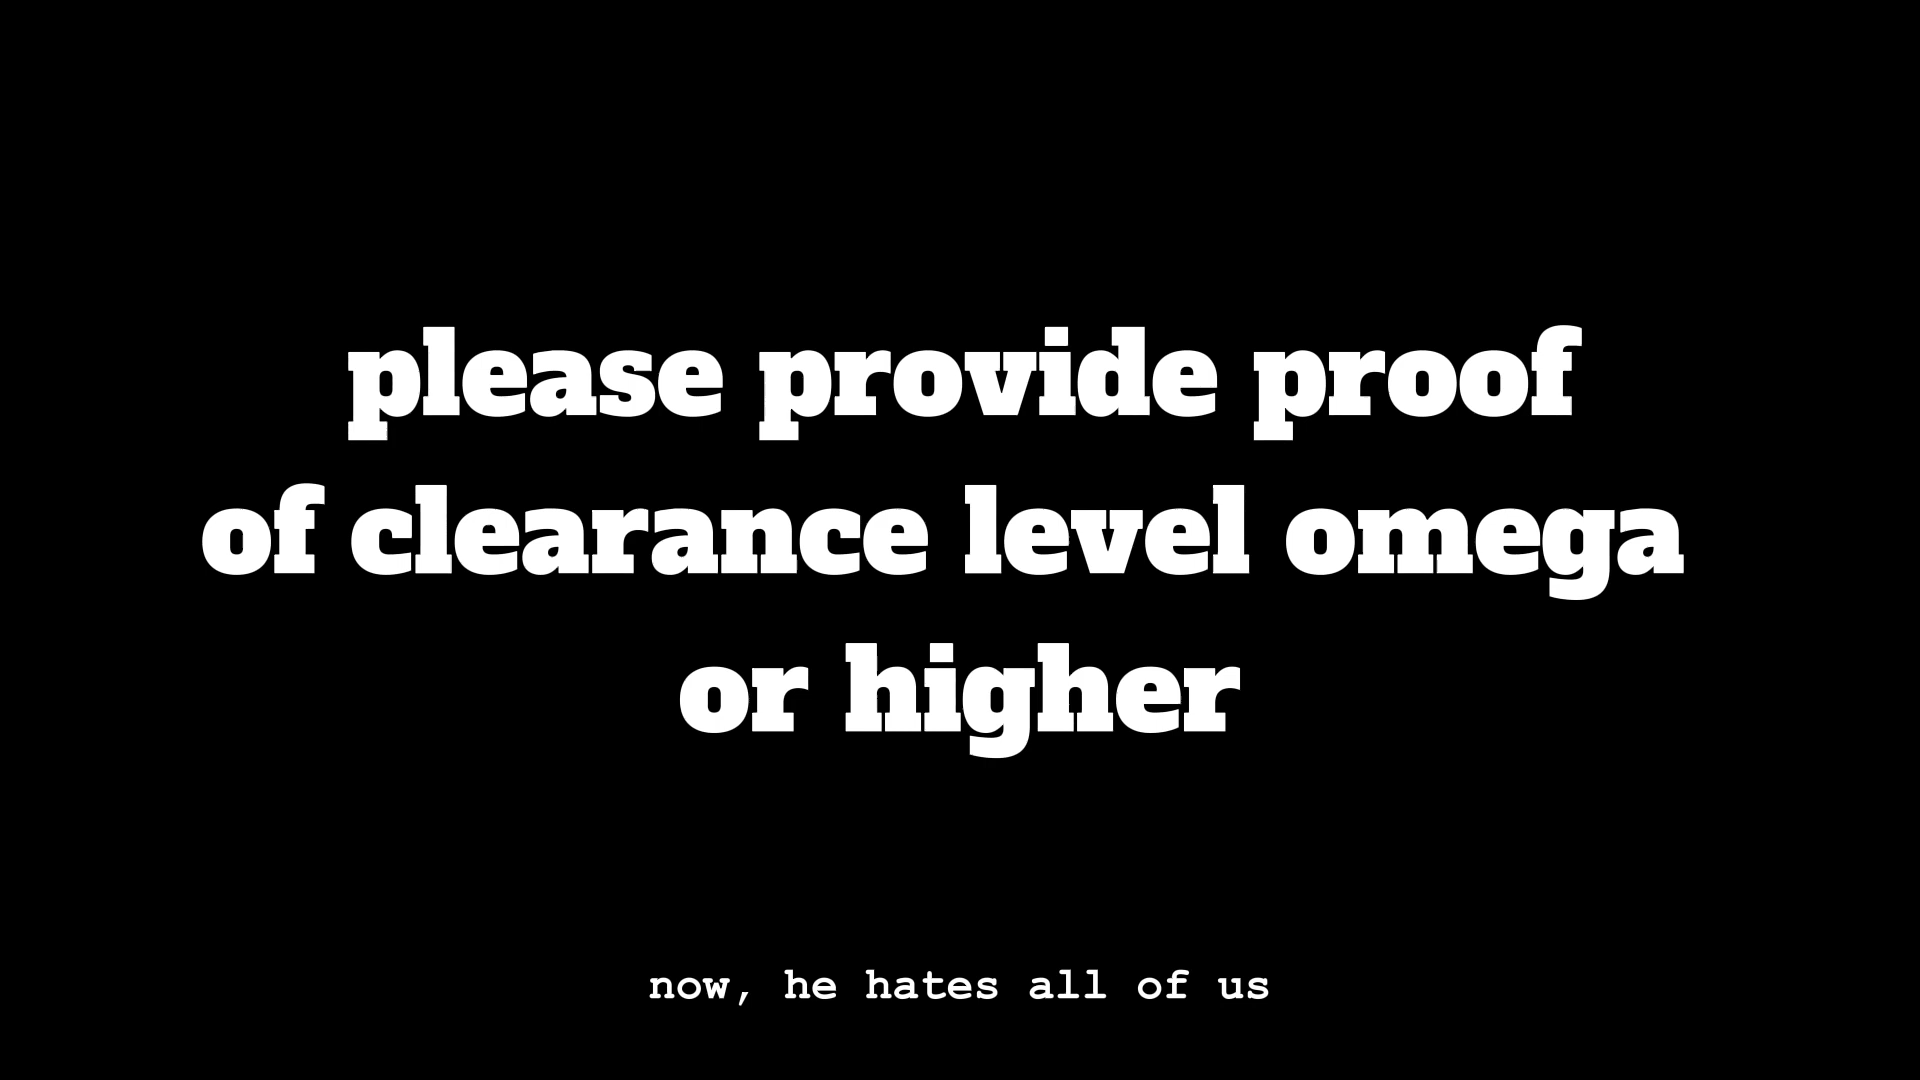 please provide proof
of clearance level omega
or higher
now, he hates all of us